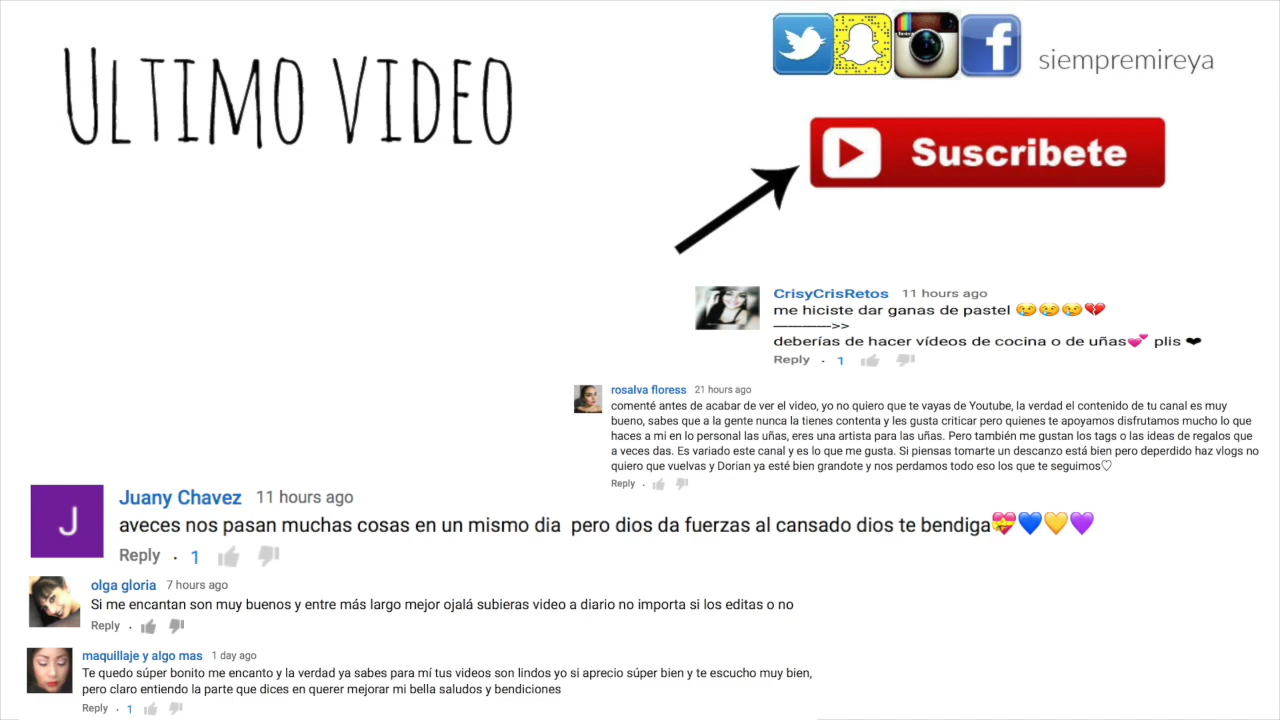 ULTIMO VIDEO
siempremireya
Suscribete
CrisyCrisRetos 11 hours ago
me hiciste dar ganas de pastel 😢😢😢💔
---------------->>
deberías de hacer vídeos de cocina o de uñas💕 plis ❤
Reply · 1
rosalva floress 21 hours ago
comenté antes de acabar de ver el video, yo no quiero que te vayas de Youtube, la verdad el contenido de tu canal es muy
bueno, sabes que a la gente nunca la tienes contenta y les gusta criticar pero quienes te apoyamos disfrutamos mucho lo que
haces a mi en lo personal las uñas, eres una artista para las uñas. Pero también me gustan los tags o las ideas de regalos que
a veces das. Es variado este canal y es lo que me gusta. Si piensas tomarte un descanzo está bien pero deperdido haz vlogs no
quiero que vuelvas y Dorian ya esté bien grandote y nos perdamos todo eso los que te seguimos♡
Reply ·
J
Juany Chavez 11 hours ago
aveces nos pasan muchas cosas en un mismo dia pero dios da fuerzas al cansado dios te bendiga💝💙💛💜
Reply · 1
olga gloria 7 hours ago
Si me encantan son muy buenos y entre más largo mejor ojalá subieras video a diario no importa si los editas o no
Reply ·
maquillaje y algo mas 1 day ago
Te quedo súper bonito me encanto y la verdad ya sabes para mí tus videos son lindos yo si aprecio súper bien y te escucho muy bien,
pero claro entiendo la parte que dices en querer mejorar mi bella saludos y bendiciones
Reply · 1